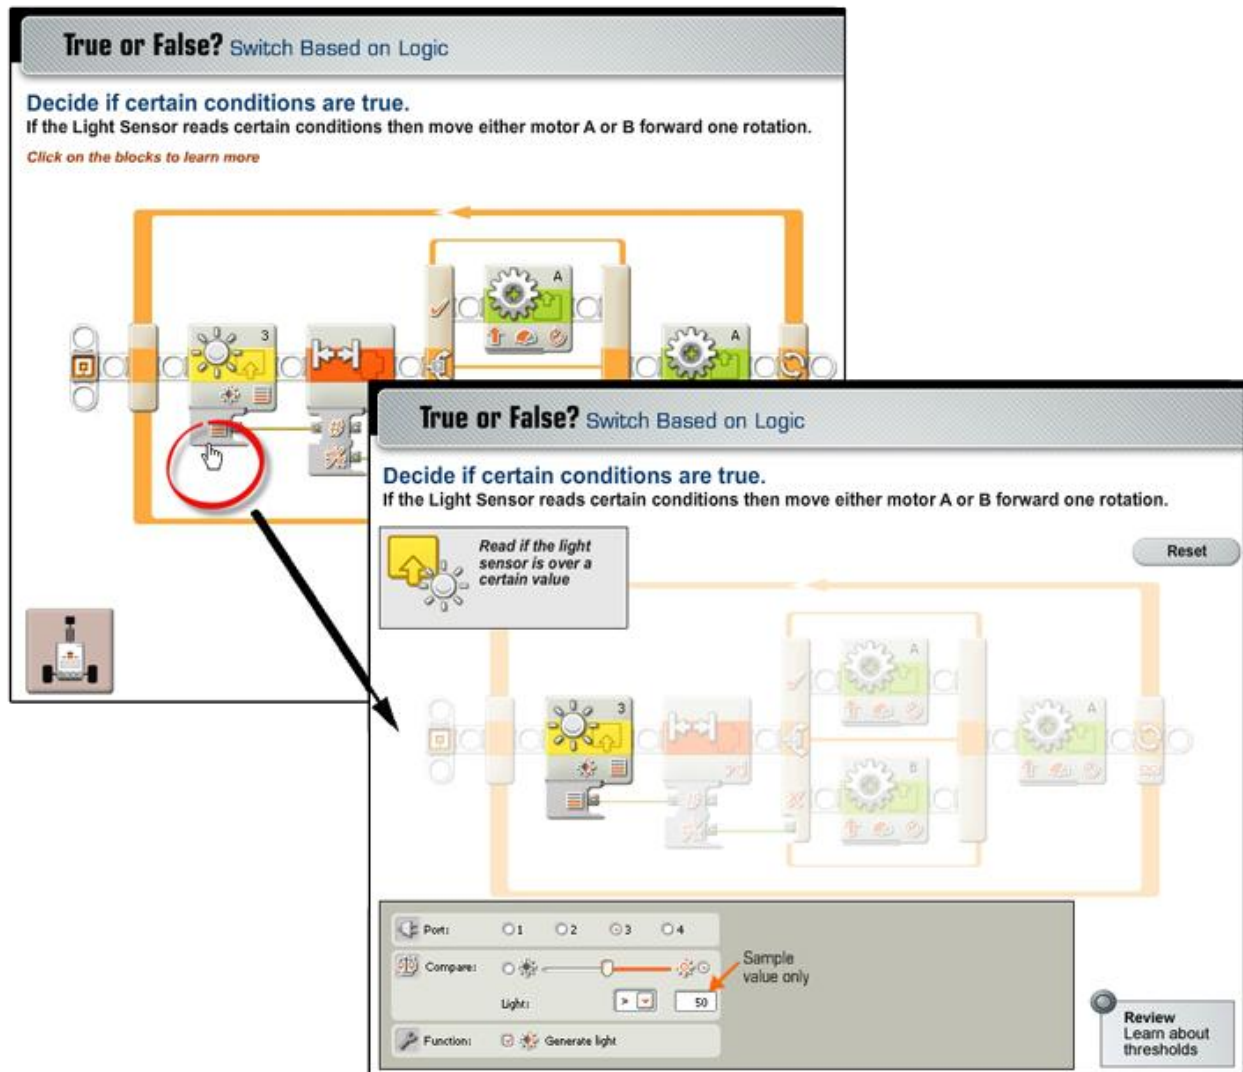 True or False? Switch Based on Logic
Decide if certain conditions are true.
If the Light Sensor reads certain conditions then move either motor A or B forward one rotation.
Click on the blocks to learn more
A
3
A
True or False? Switch Based on Logic
Decide if certain conditions are true.
If the Light Sensor reads certain conditions then move either motor A or B forward one rotation.
Read if the light
sensor is over a
certain value
Reset
A
3
A
B
Port: 1 2 3 4
Compare:
Sample
value only
Light: > 50
Function: Generate light
Review
Learn about
thresholds